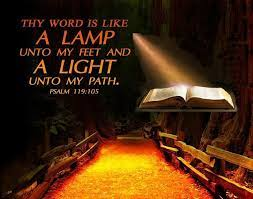 THY WORD IS LIKE
A LAMP
UNTO MY FEET AND
A LIGHT
UNTO MY PATH.
PSALM 119:105